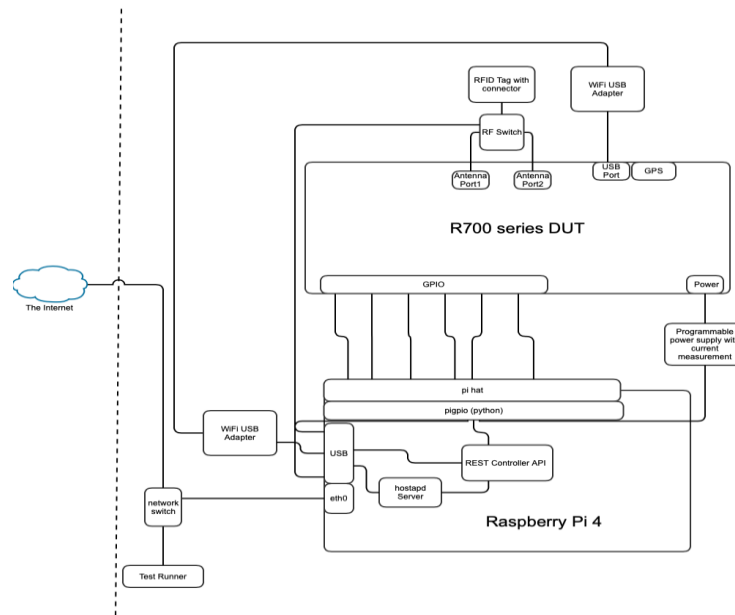 RFID Tag with
connector
WiFi USB
Adapter
RF Switch
Antenna
Port1
Antenna
Port2
USB
Port
GPS
R700 series DUT
The Internet
GPIO
Power
Programmable
power supply with
current
measurement
pi hat
pigpio (python)
WiFi USB
Adapter
USB
REST Controller API
hostapd
Server
eth0
network
switch
Raspberry Pi 4
Test Runner